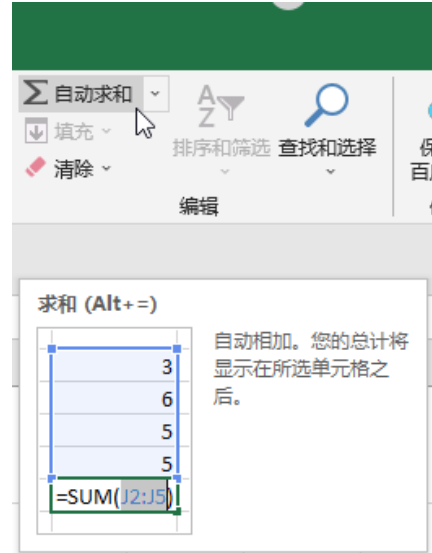 ∑ 自动求和
填充
清除
A
Z
排序和筛选
查找和选择
编辑
求和 (Alt+=)
3
6
5
5
=SUM(J2:J5)
自动相加。您的总计将
显示在所选单元格之
后。